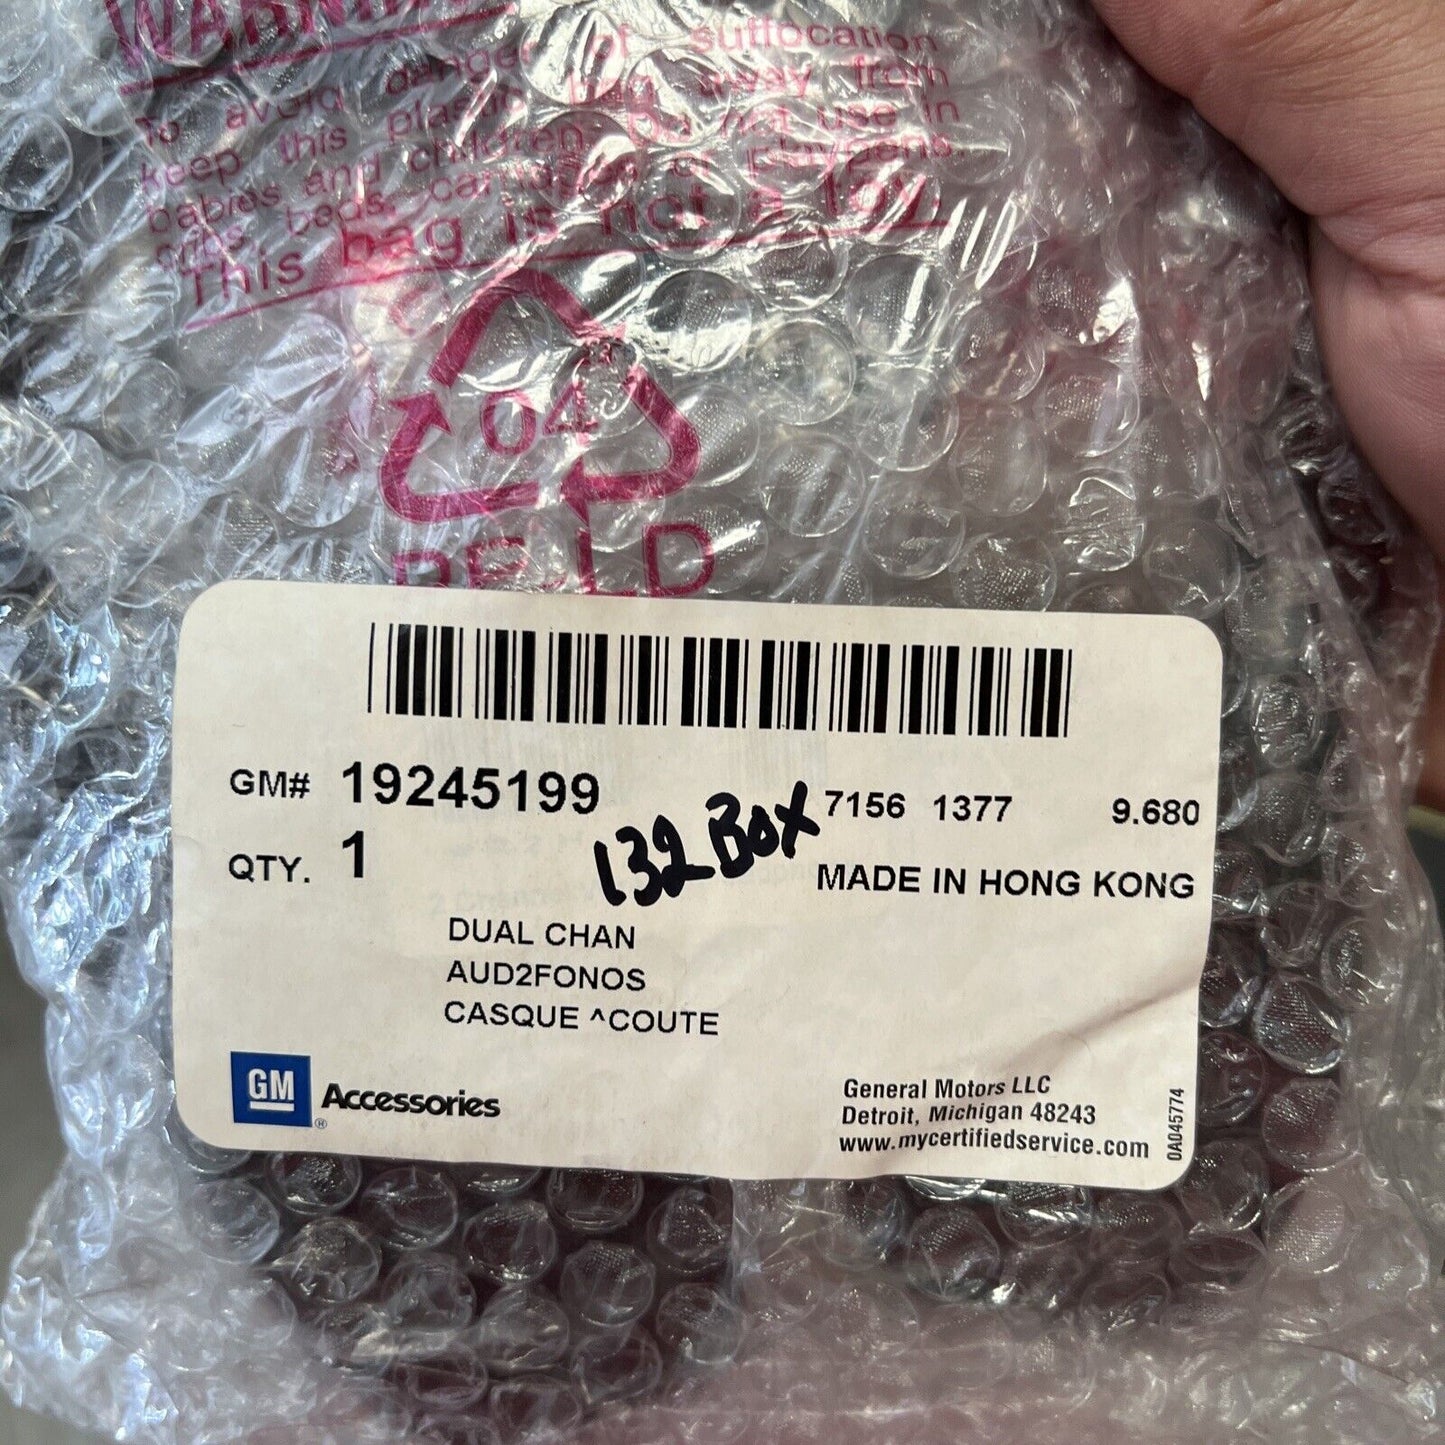 WARNING
To avoid danger of suffocation
keep this plastic bag away from
babies and children. Do not use in
cribs, beds, carriages or playpens.
This bag is not a toy.
04
PE-LD
GM# 19245199
132 Box
7156 1377 9.680
QTY. 1
MADE IN HONG KONG
DUAL CHAN
AUD2FONOS
CASQUE ^COUTE
GM Accessories
®
General Motors LLC
Detroit, Michigan 48243
www.mycertifiedservice.com
0A045774